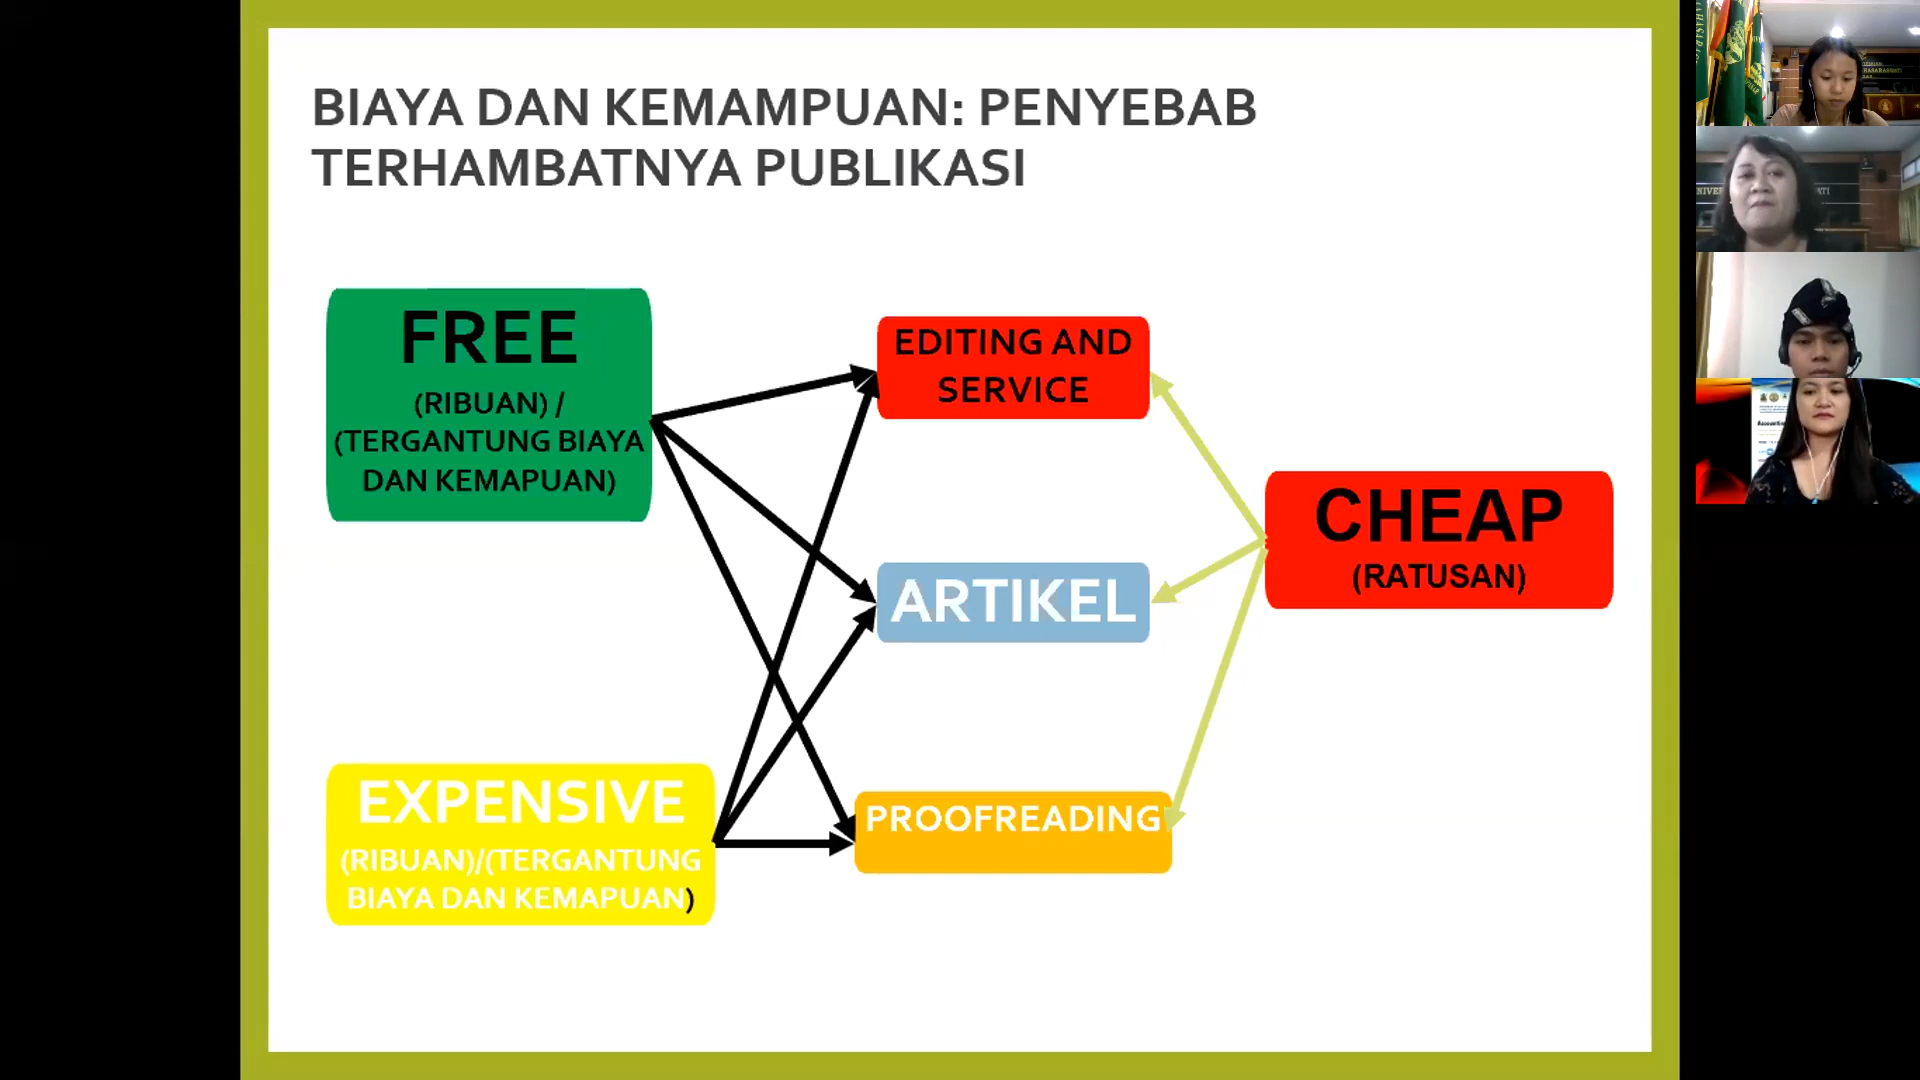 BIAYA DAN KEMAMPUAN: PENYEBAB
TERHAMBATNYA PUBLIKASI
FREE
(RIBUAN) /
(TERGANTUNG BIAYA
DAN KEMAPUAN)
EDITING AND
SERVICE
CHEAP
(RATUSAN)
ARTIKEL
EXPENSIVE
(RIBUAN)/(TERGANTUNG
BIAYA DAN KEMAPUAN)
PROOFREADING